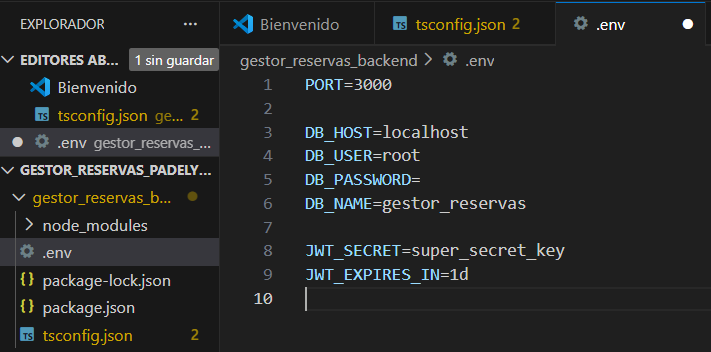 EXPLORADOR ...
EDITORES AB... 1 sin guardar
Bienvenido
TS tsconfig.json ge... 2
.env gestor_reservas_...
GESTOR_RESERVAS_PADELY...
gestor_reservas_b...
node_modules
.env
{} package-lock.json
{} package.json
TS tsconfig.json 2
Bienvenido
TS tsconfig.json 2
.env
gestor_reservas_backend > .env
1 PORT=3000
2
3 DB_HOST=localhost
4 DB_USER=root
5 DB_PASSWORD=
6 DB_NAME=gestor_reservas
7
8 JWT_SECRET=super_secret_key
9 JWT_EXPIRES_IN=1d
10